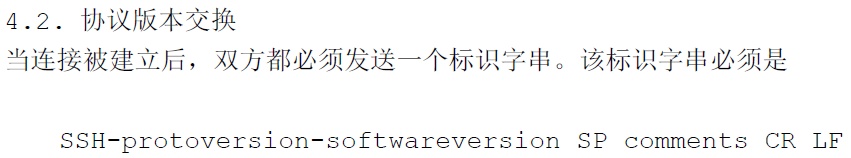 4.2. 协议版本交换
当连接被建立后，双方都必须发送一个标识字串。该标识字串必须是
SSH-protoversion-softwareversion SP comments CR LF